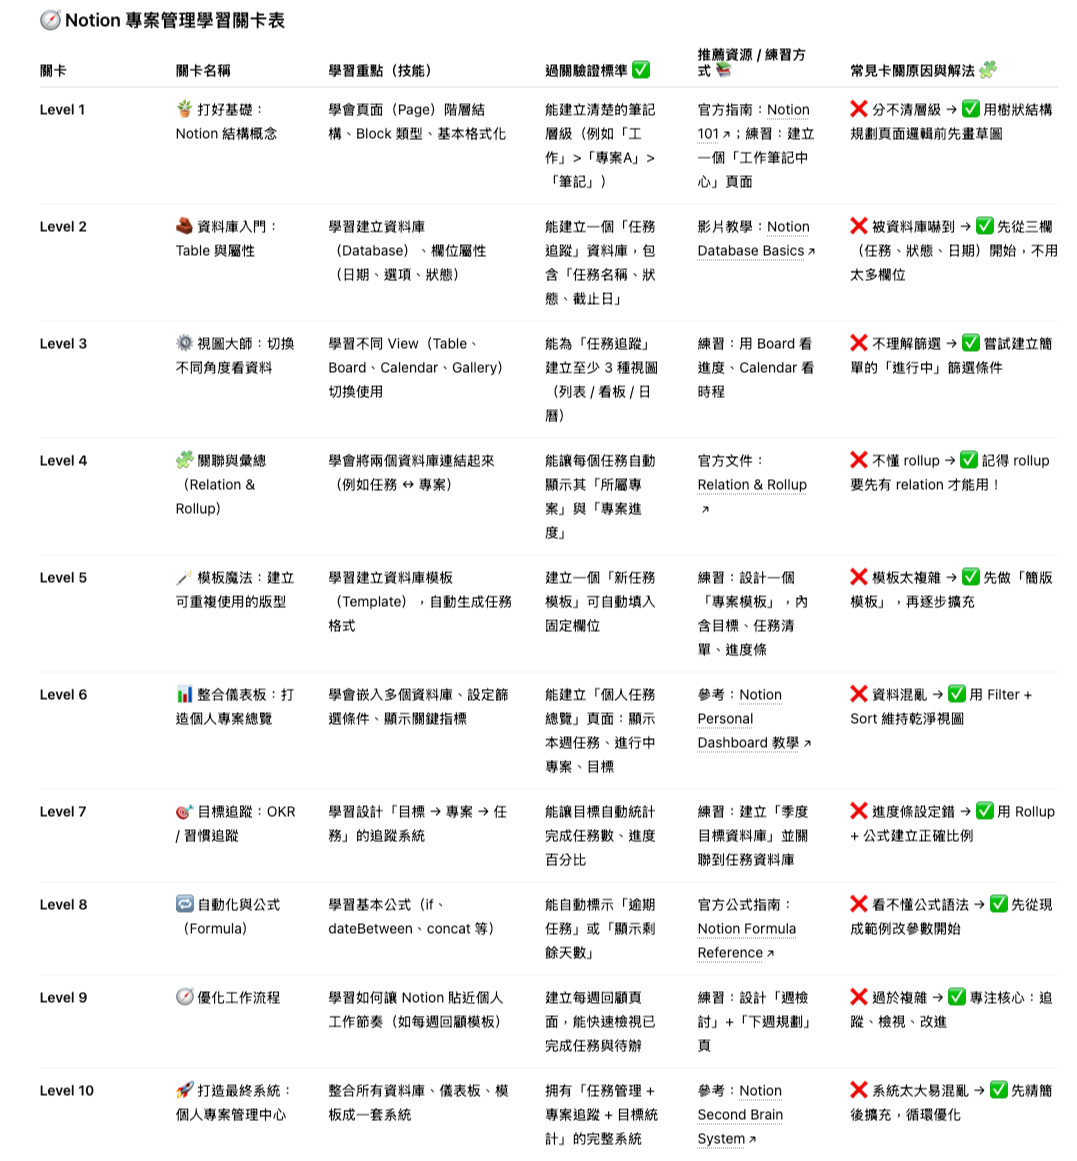 🧭 Notion 專案管理學習關卡表
關卡 關卡名稱 學習重點（技能） 過關驗證標準 ✅ 推薦資源 / 練習方式 📚 常見卡關原因與解法 🧩
Level 1
🪴 打好基礎：
Notion 結構概念
學會頁面（Page）階層結
構、Block 類型、基本格式化
能建立清楚的筆記
層級（例如「工
作」>「專案A」>
「筆記」）
官方指南：Notion
101↗；練習：建立
一個「工作筆記中
心」頁面
❌ 分不清層級 → ✅ 用樹狀結構
規劃頁面邏輯前先畫草圖
Level 2
🧱 資料庫入門：
Table 與屬性
學習建立資料庫
（Database）、欄位屬性
（日期、選項、狀態）
能建立一個「任務
追蹤」資料庫，包
含「任務名稱、狀
態、截止日」
影片教學：Notion
Database Basics↗
❌ 被資料庫嚇到 → ✅ 先從三欄
（任務、狀態、日期）開始，不用
太多欄位
Level 3
⚙️ 視圖大師：切換
不同角度看資料
學習不同 View（Table、
Board、Calendar、Gallery）
切換使用
能為「任務追蹤」
建立至少 3 種視圖
（列表 / 看板 / 日
曆）
練習：用 Board 看
進度、Calendar 看
時程
❌ 不理解篩選 → ✅ 嘗試建立簡
單的「進行中」篩選條件
Level 4
🧩 關聯與彙總
（Relation &
Rollup）
學會將兩個資料庫連結起來
（例如任務 ↔ 專案）
能讓每個任務自動
顯示其「所屬專
案」與「專案進
度」
官方文件：
Relation & Rollup
↗
❌ 不懂 rollup → ✅ 記得 rollup
要先有 relation 才能用！
Level 5
🪄 模板魔法：建立
可重複使用的版型
學習建立資料庫模板
（Template），自動生成任務
格式
建立一個「新任務
模板」可自動填入
固定欄位
練習：設計一個
「專案模板」，內
含目標、任務清
單、進度條
❌ 模板太複雜 → ✅ 先做「簡版
模板」，再逐步擴充
Level 6
📊 整合儀表板：打
造個人專案總覽
學會嵌入多個資料庫、設定篩
選條件、顯示關鍵指標
能建立「個人任務
總覽」頁面：顯示
本週任務、進行中
專案、目標
參考：Notion
Personal
Dashboard 教學↗
❌ 資料混亂 → ✅ 用 Filter +
Sort 維持乾淨視圖
Level 7
🎯 目標追蹤：OKR
/ 習慣追蹤
學習設計「目標 → 專案 → 任
務」的追蹤系統
能讓目標自動統計
完成任務數、進度
百分比
練習：建立「季度
目標資料庫」並關
聯到任務資料庫
❌ 進度條設定錯 → ✅ 用 Rollup
+ 公式建立正確比例
Level 8
🔁 自動化與公式
（Formula）
學習基本公式（if、
dateBetween、concat 等）
能自動標示「逾期
任務」或「顯示剩
餘天數」
官方公式指南：
Notion Formula
Reference↗
❌ 看不懂公式語法 → ✅ 先從現
成範例改參數開始
Level 9
🧭 優化工作流程
學習如何讓 Notion 貼近個人
工作節奏（如每週回顧模板）
建立每週回顧頁
面，能快速檢視已
完成任務與待辦
練習：設計「週檢
討」+「下週規劃」
頁
❌ 過於複雜 → ✅ 專注核心：追
蹤、檢視、改進
Level 10
🚀 打造最終系統：
個人專案管理中心
整合所有資料庫、儀表板、模
板成一套系統
擁有「任務管理 +
專案追蹤 + 目標統
計」的完整系統
參考：Notion
Second Brain
System↗
❌ 系統太大易混亂 → ✅ 先精簡
後擴充，循環優化